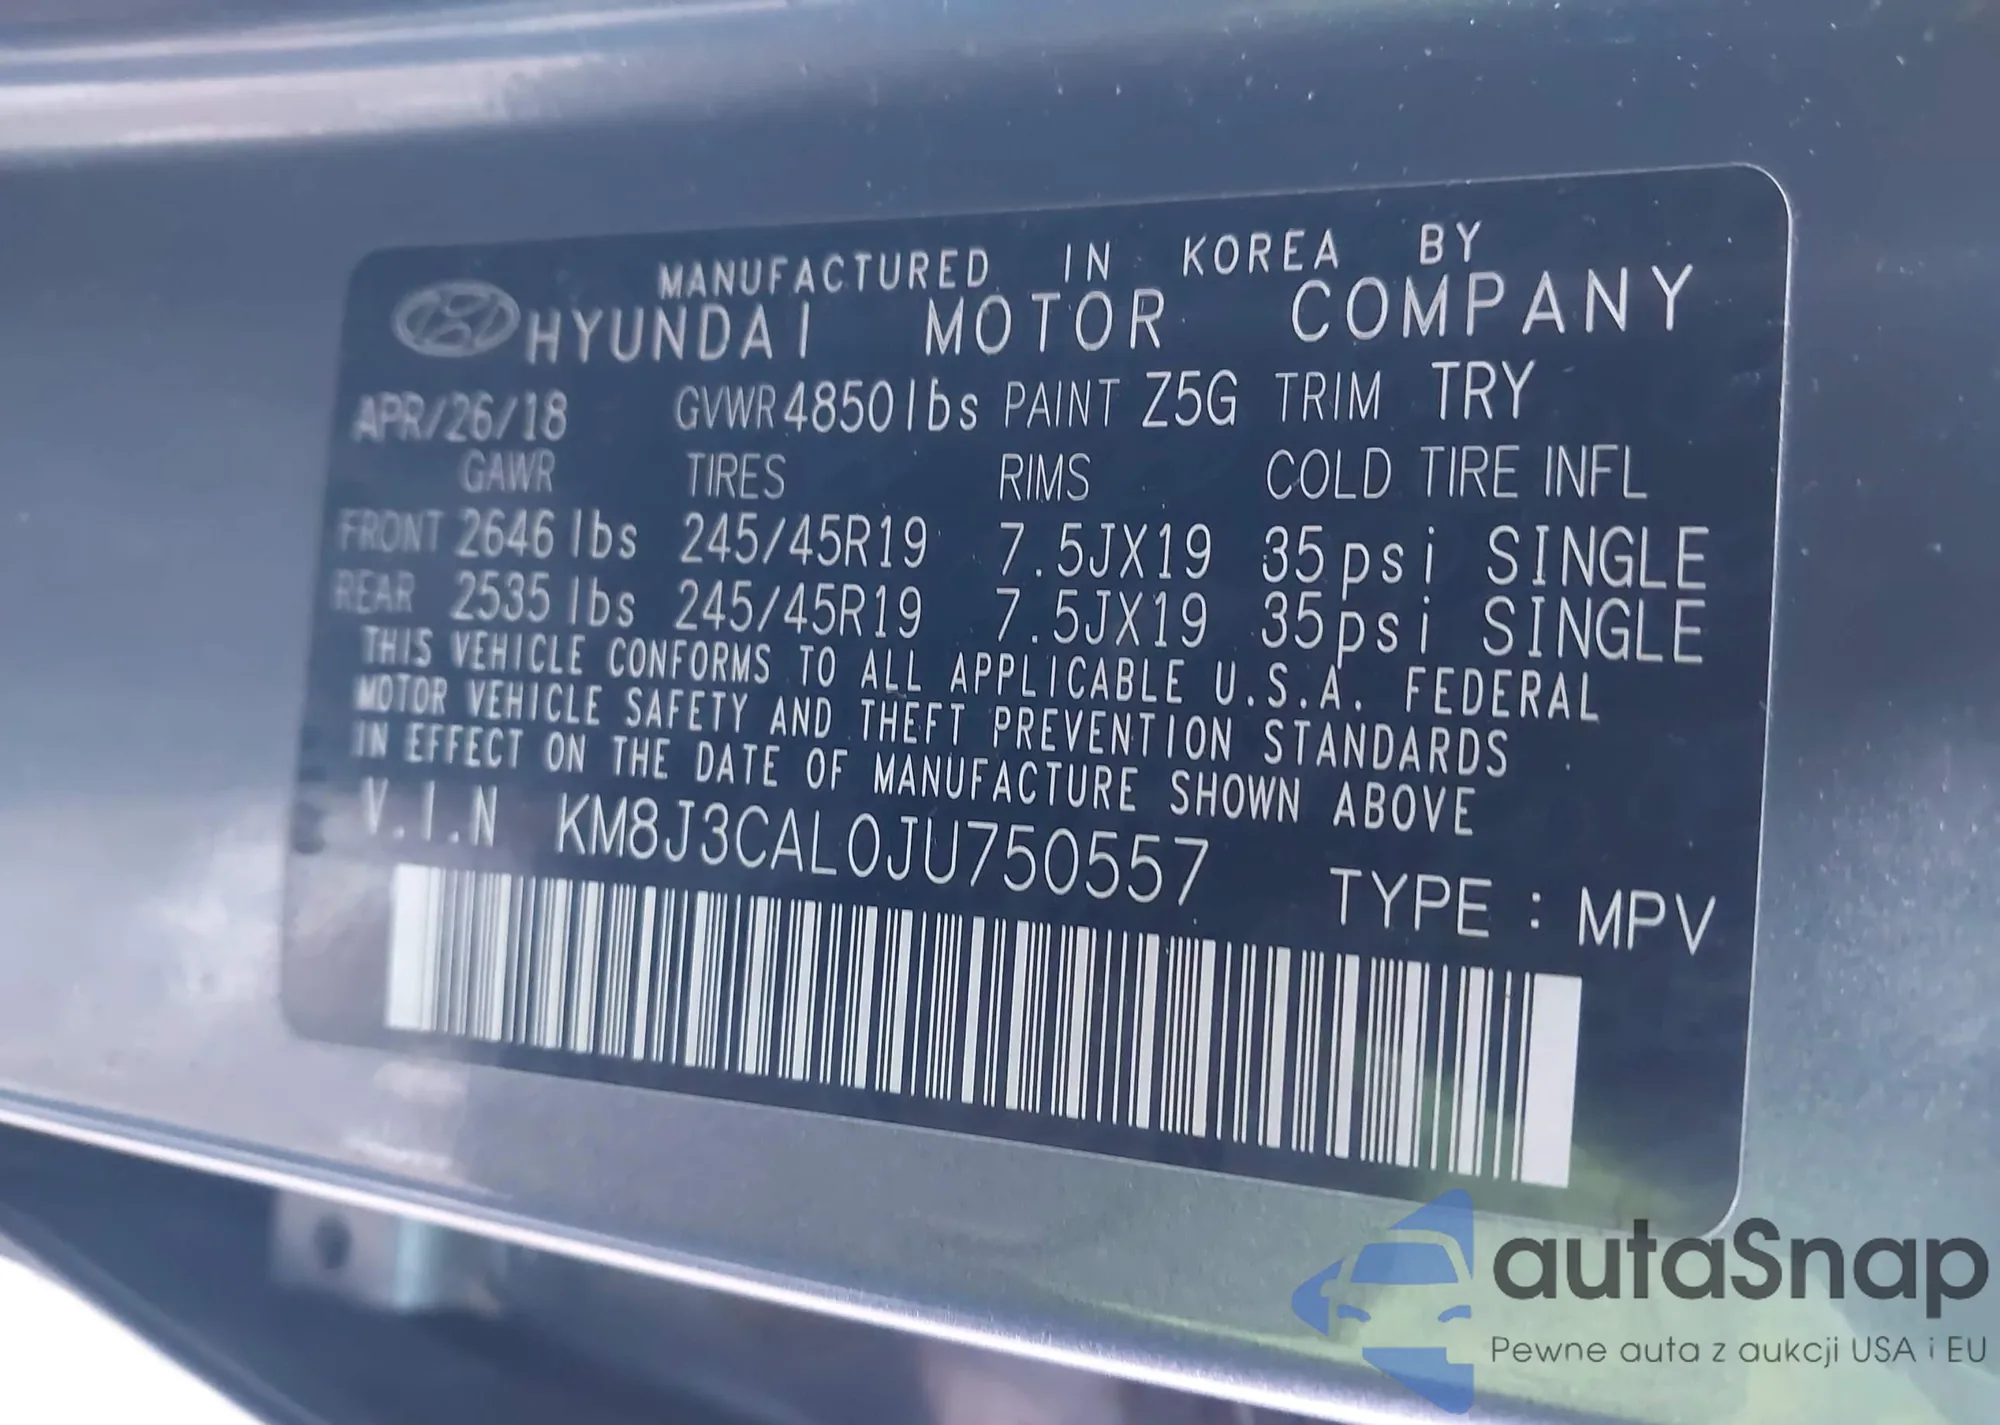 MANUFACTURED IN KOREA BY
HYUNDAI MOTOR COMPANY
APR/26/18 GVWR 4850lbs PAINT Z5G TRIM TRY
GAWR TIRES RIMS COLD TIRE INFL
FRONT 2646 lbs 245/45R19 7.5JX19 35psi SINGLE
REAR 2535 lbs 245/45R19 7.5JX19 35psi SINGLE
THIS VEHICLE CONFORMS TO ALL APPLICABLE U.S.A. FEDERAL
MOTOR VEHICLE SAFETY AND THEFT PREVENTION STANDARDS
IN EFFECT ON THE DATE OF MANUFACTURE SHOWN ABOVE
V.I.N KM8J3CAL0JU750557
TYPE : MPV
autaSnap
Pewne auta z aukcji USA i EU